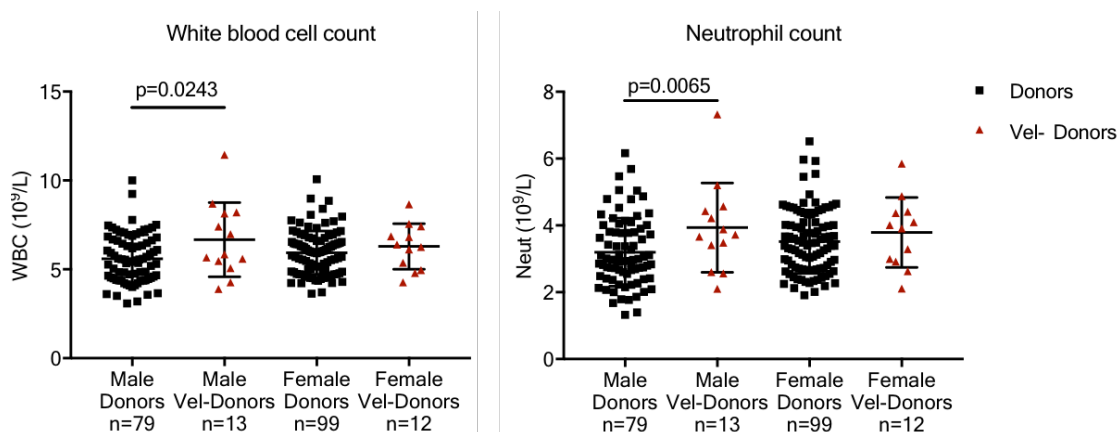 White blood cell count
p=0.0243
15
10
5
0
WBC (10⁹/L)
Male Donors n=79
Male Vel-Donors n=13
Female Donors n=99
Female Vel-Donors n=12
Neutrophil count
p=0.0065
8
6
4
2
0
Neut (10⁹/L)
Male Donors n=79
Male Vel-Donors n=13
Female Donors n=99
Female Vel-Donors n=12
Donors
Vel- Donors